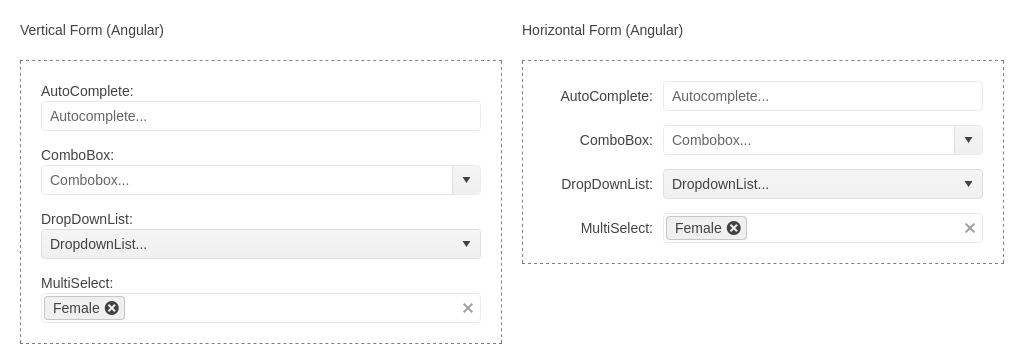 Vertical Form (Angular)
AutoComplete:
Autocomplete...
ComboBox:
Combobox...
DropDownList:
DropdownList...
MultiSelect:
Female
Horizontal Form (Angular)
AutoComplete: Autocomplete...
ComboBox: Combobox...
DropDownList: DropdownList...
MultiSelect: Female